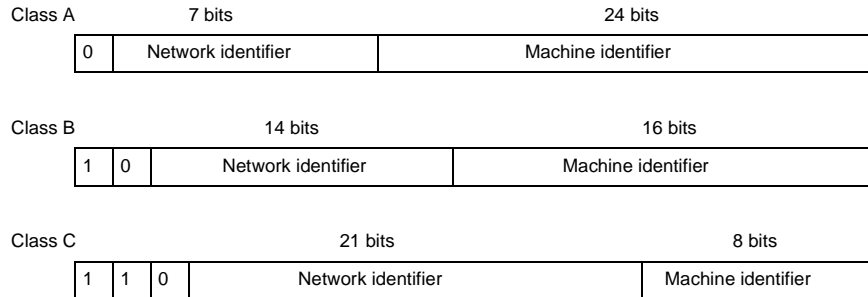 Class A 7 bits 24 bits
0 Network identifier Machine identifier
Class B 14 bits 16 bits
1 0 Network identifier Machine identifier
Class C 21 bits 8 bits
1 1 0 Network identifier Machine identifier